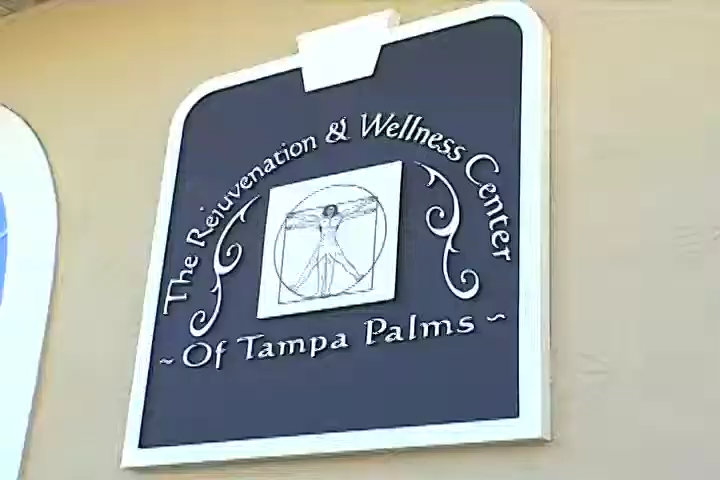 The Rejuvenation & Wellness Center
~ Of Tampa Palms ~